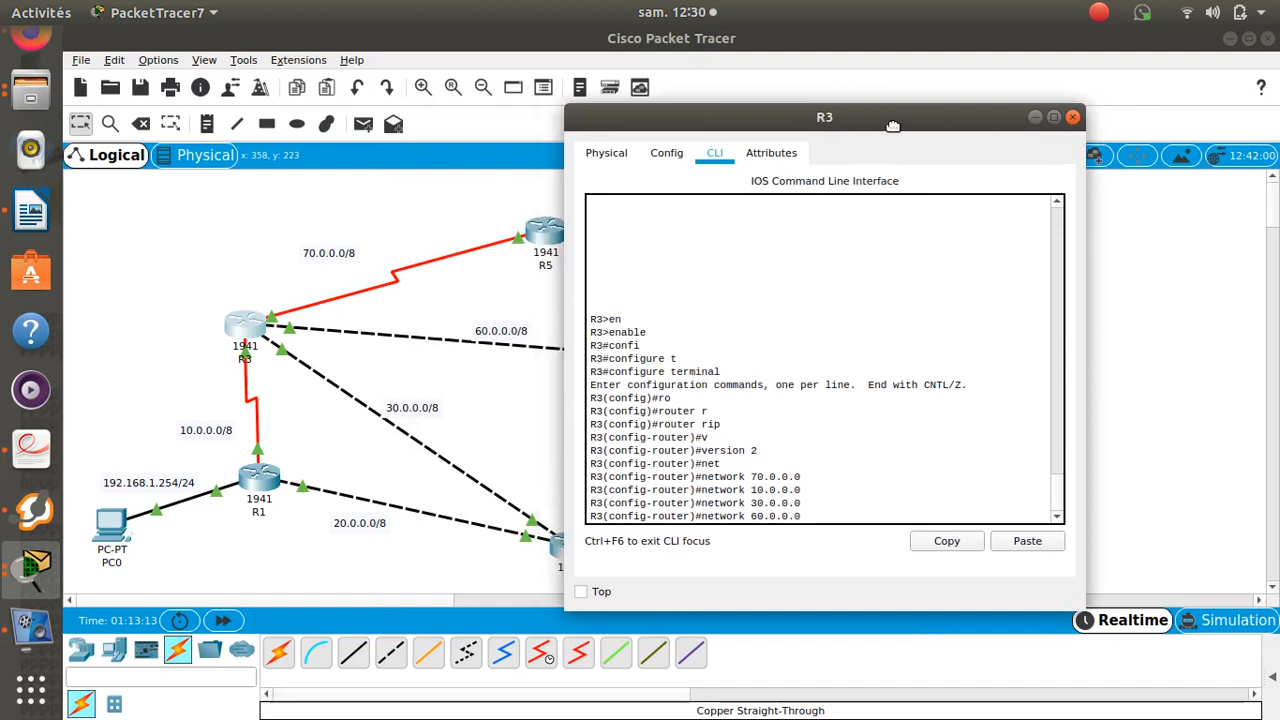 Activités
PacketTracer7
sam. 12:30
Cisco Packet Tracer
File Edit Options View Tools Extensions Help
Logical
Physical
x: 358, y: 223
12:42:00
R3
Physical Config CLI Attributes
IOS Command Line Interface
R3>en
R3>enable
R3#confi
R3#configure t
R3#configure terminal
Enter configuration commands, one per line. End with CNTL/Z.
R3(config)#ro
R3(config)#router r
R3(config)#router rip
R3(config-router)#v
R3(config-router)#version 2
R3(config-router)#net
R3(config-router)#network 70.0.0.0
R3(config-router)#network 10.0.0.0
R3(config-router)#network 30.0.0.0
R3(config-router)#network 60.0.0.0
Ctrl+F6 to exit CLI focus
Copy
Paste
Top
70.0.0.0/8
1941
R5
1941
R3
60.0.0.0/8
30.0.0.0/8
10.0.0.0/8
192.168.1.254/24
1941
R1
20.0.0.0/8
PC-PT
PC0
Time: 01:13:13
Realtime
Simulation
Copper Straight-Through